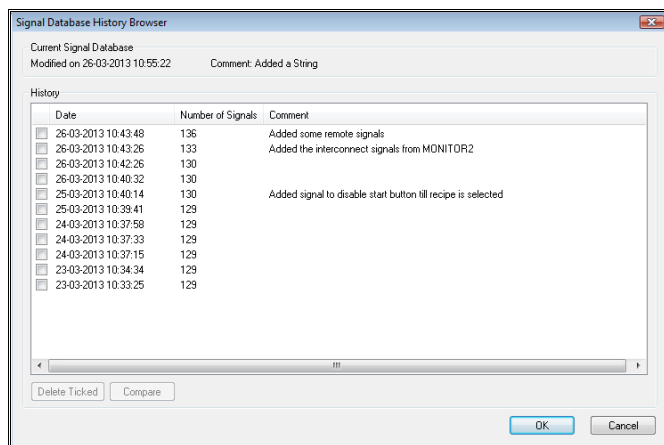 Signal Database History Browser
Current Signal Database
Modified on 26-03-2013 10:55:22 Comment: Added a String
History
Date Number of Signals Comment
26-03-2013 10:43:48 136 Added some remote signals
26-03-2013 10:43:26 133 Added the interconnect signals from MONITOR2
26-03-2013 10:42:26 130
26-03-2013 10:40:32 130
25-03-2013 10:40:14 130 Added signal to disable start button till recipe is selected
25-03-2013 10:39:41 129
24-03-2013 10:37:58 129
24-03-2013 10:37:33 129
24-03-2013 10:37:15 129
23-03-2013 10:34:34 129
23-03-2013 10:33:25 129
Delete Ticked Compare
OK Cancel